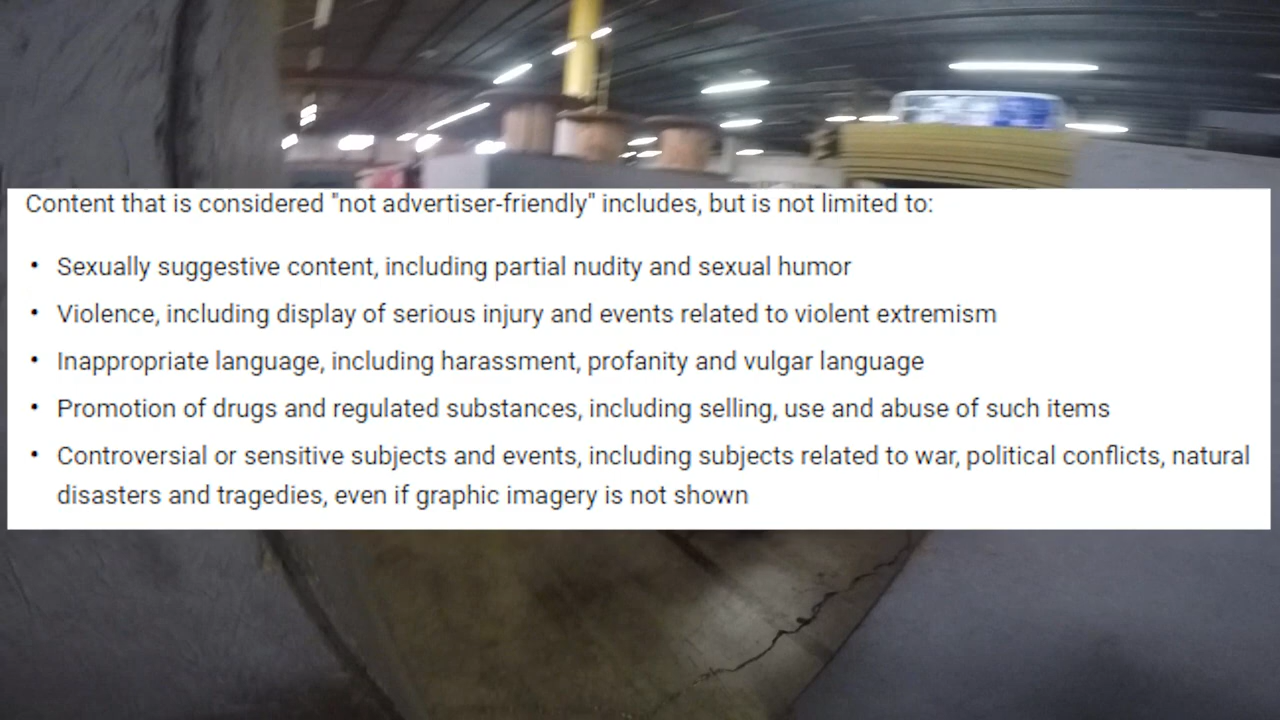 Content that is considered "not advertiser-friendly" includes, but is not limited to:
• Sexually suggestive content, including partial nudity and sexual humor
• Violence, including display of serious injury and events related to violent extremism
• Inappropriate language, including harassment, profanity and vulgar language
• Promotion of drugs and regulated substances, including selling, use and abuse of such items
• Controversial or sensitive subjects and events, including subjects related to war, political conflicts, natural
disasters and tragedies, even if graphic imagery is not shown